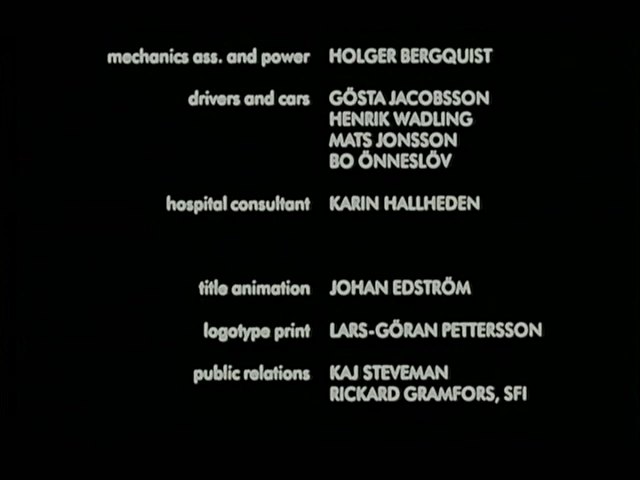 mechanics ass. and power HOLGER BERGQUIST
drivers and cars GÖSTA JACOBSSON
HENRIK WADLING
MATS JONSSON
BO ÖNNESLÖV
hospital consultant KARIN HALLHEDEN
title animation JOHAN EDSTRÖM
logotype print LARS-GÖRAN PETTERSSON
public relations KAJ STEVEMAN
RICKARD GRAMFORS, SFI